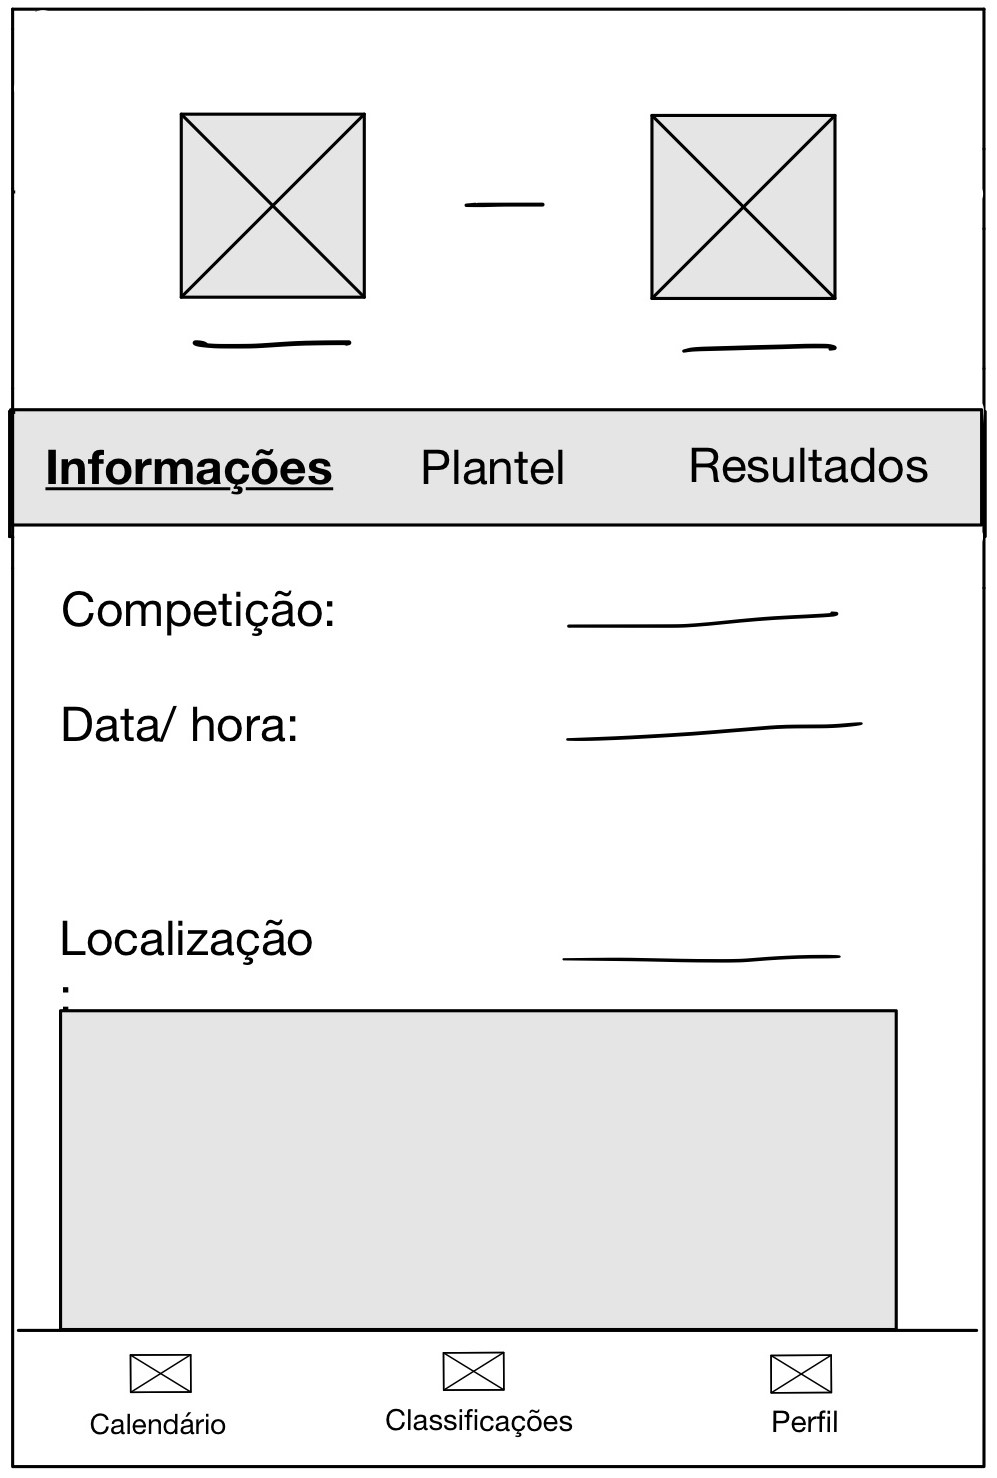 Informações Plantel Resultados
Competição:
Data/ hora:
Localização
:
Calendário Classificações Perfil